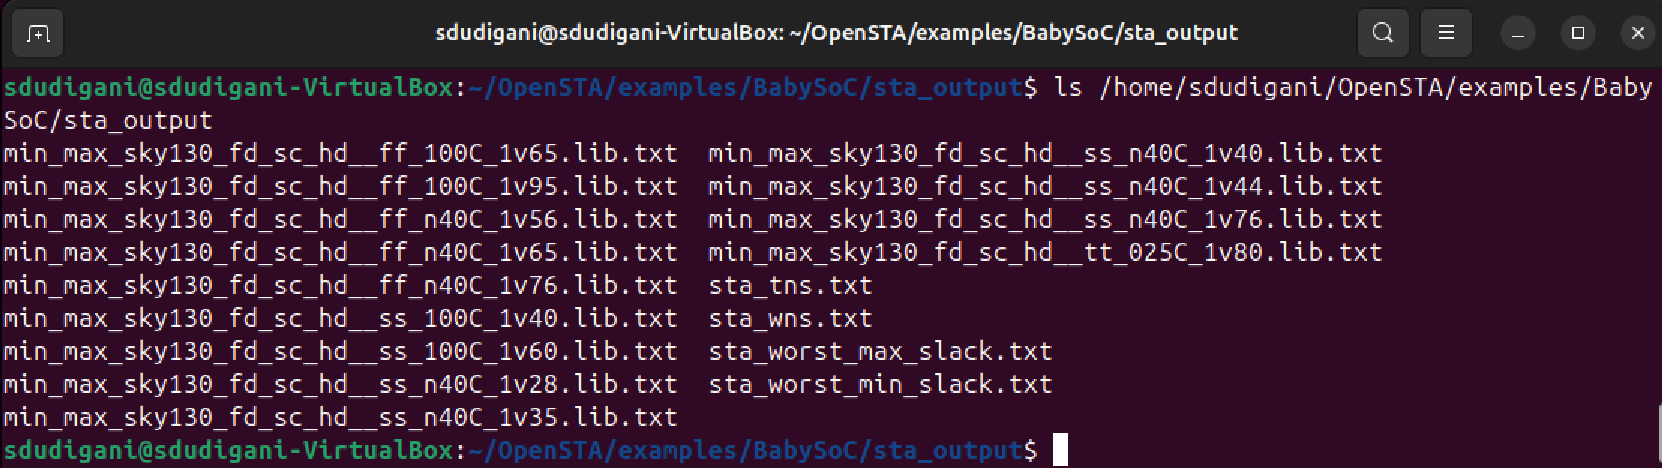 sdudigani@sdudigani-VirtualBox: ~/OpenSTA/examples/BabySoC/sta_output
sdudigani@sdudigani-VirtualBox:~/OpenSTA/examples/BabySoC/sta_output$ ls /home/sdudigani/OpenSTA/examples/Baby
SoC/sta_output
min_max_sky130_fd_sc_hd__ff_100C_1v65.lib.txt  min_max_sky130_fd_sc_hd__ss_n40C_1v40.lib.txt
min_max_sky130_fd_sc_hd__ff_100C_1v95.lib.txt  min_max_sky130_fd_sc_hd__ss_n40C_1v44.lib.txt
min_max_sky130_fd_sc_hd__ff_n40C_1v56.lib.txt  min_max_sky130_fd_sc_hd__ss_n40C_1v76.lib.txt
min_max_sky130_fd_sc_hd__ff_n40C_1v65.lib.txt  min_max_sky130_fd_sc_hd__tt_025C_1v80.lib.txt
min_max_sky130_fd_sc_hd__ff_n40C_1v76.lib.txt  sta_tns.txt
min_max_sky130_fd_sc_hd__ss_100C_1v40.lib.txt  sta_wns.txt
min_max_sky130_fd_sc_hd__ss_100C_1v60.lib.txt  sta_worst_max_slack.txt
min_max_sky130_fd_sc_hd__ss_n40C_1v28.lib.txt  sta_worst_min_slack.txt
min_max_sky130_fd_sc_hd__ss_n40C_1v35.lib.txt
sdudigani@sdudigani-VirtualBox:~/OpenSTA/examples/BabySoC/sta_output$